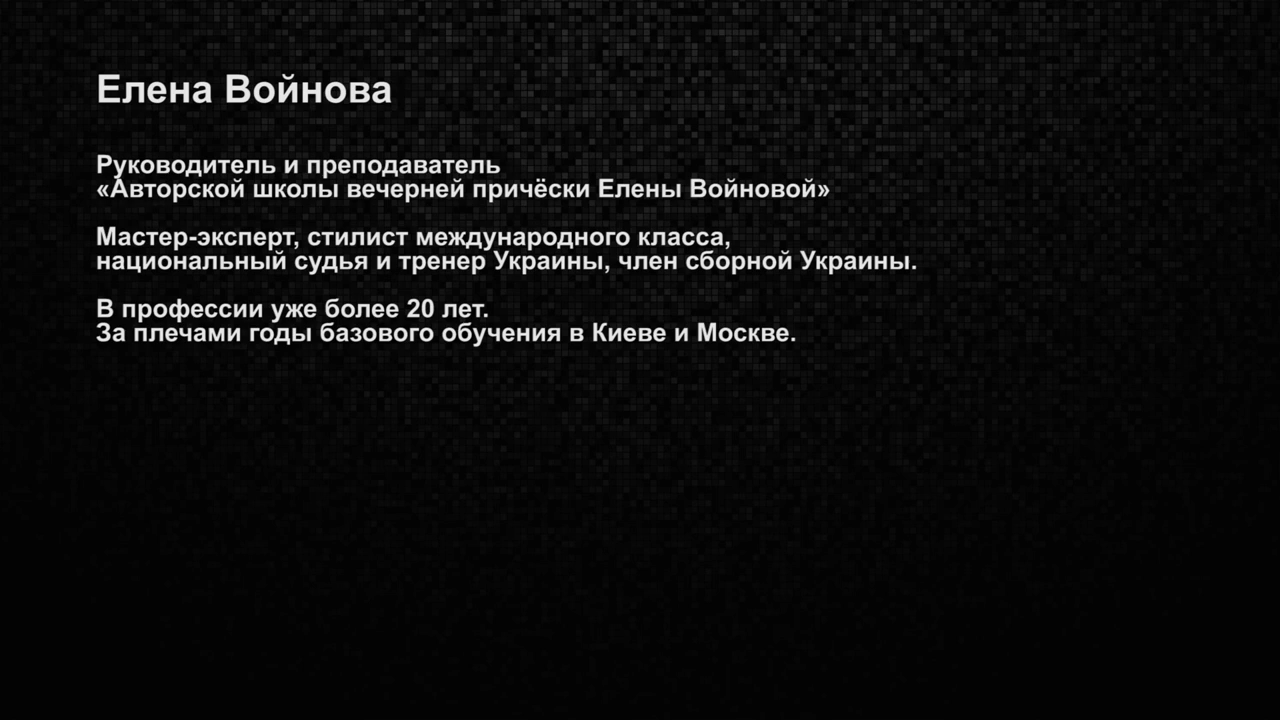 Елена Войнова
Руководитель и преподаватель
«Авторской школы вечерней причёски Елены Войновой»
Мастер-эксперт, стилист международного класса,
национальный судья и тренер Украины, член сборной Украины.
В профессии уже более 20 лет.
За плечами годы базового обучения в Киеве и Москве.